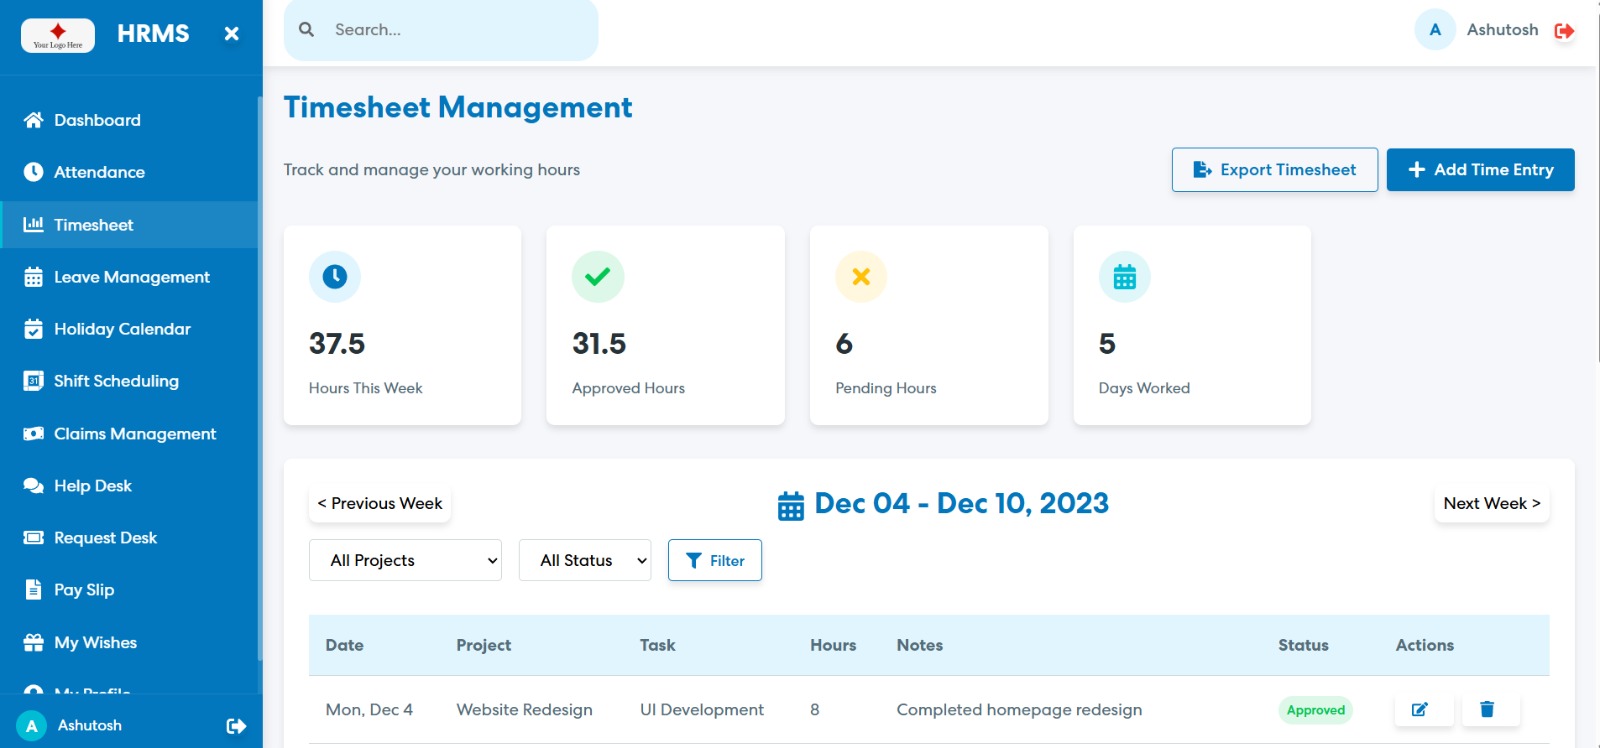 Your Logo Here
HRMS
Search...
A
Ashutosh
Dashboard
Attendance
Timesheet
Leave Management
Holiday Calendar
31
Shift Scheduling
Claims Management
Help Desk
Request Desk
Pay Slip
My Wishes
My Profile
A
Ashutosh
Timesheet Management
Track and manage your working hours
Export Timesheet
+ Add Time Entry
37.5
Hours This Week
31.5
Approved Hours
6
Pending Hours
5
Days Worked
< Previous Week
Dec 04 - Dec 10, 2023
Next Week >
All Projects
All Status
Filter
Date Project Task Hours Notes Status Actions
Mon, Dec 4 Website Redesign UI Development 8 Completed homepage redesign Approved